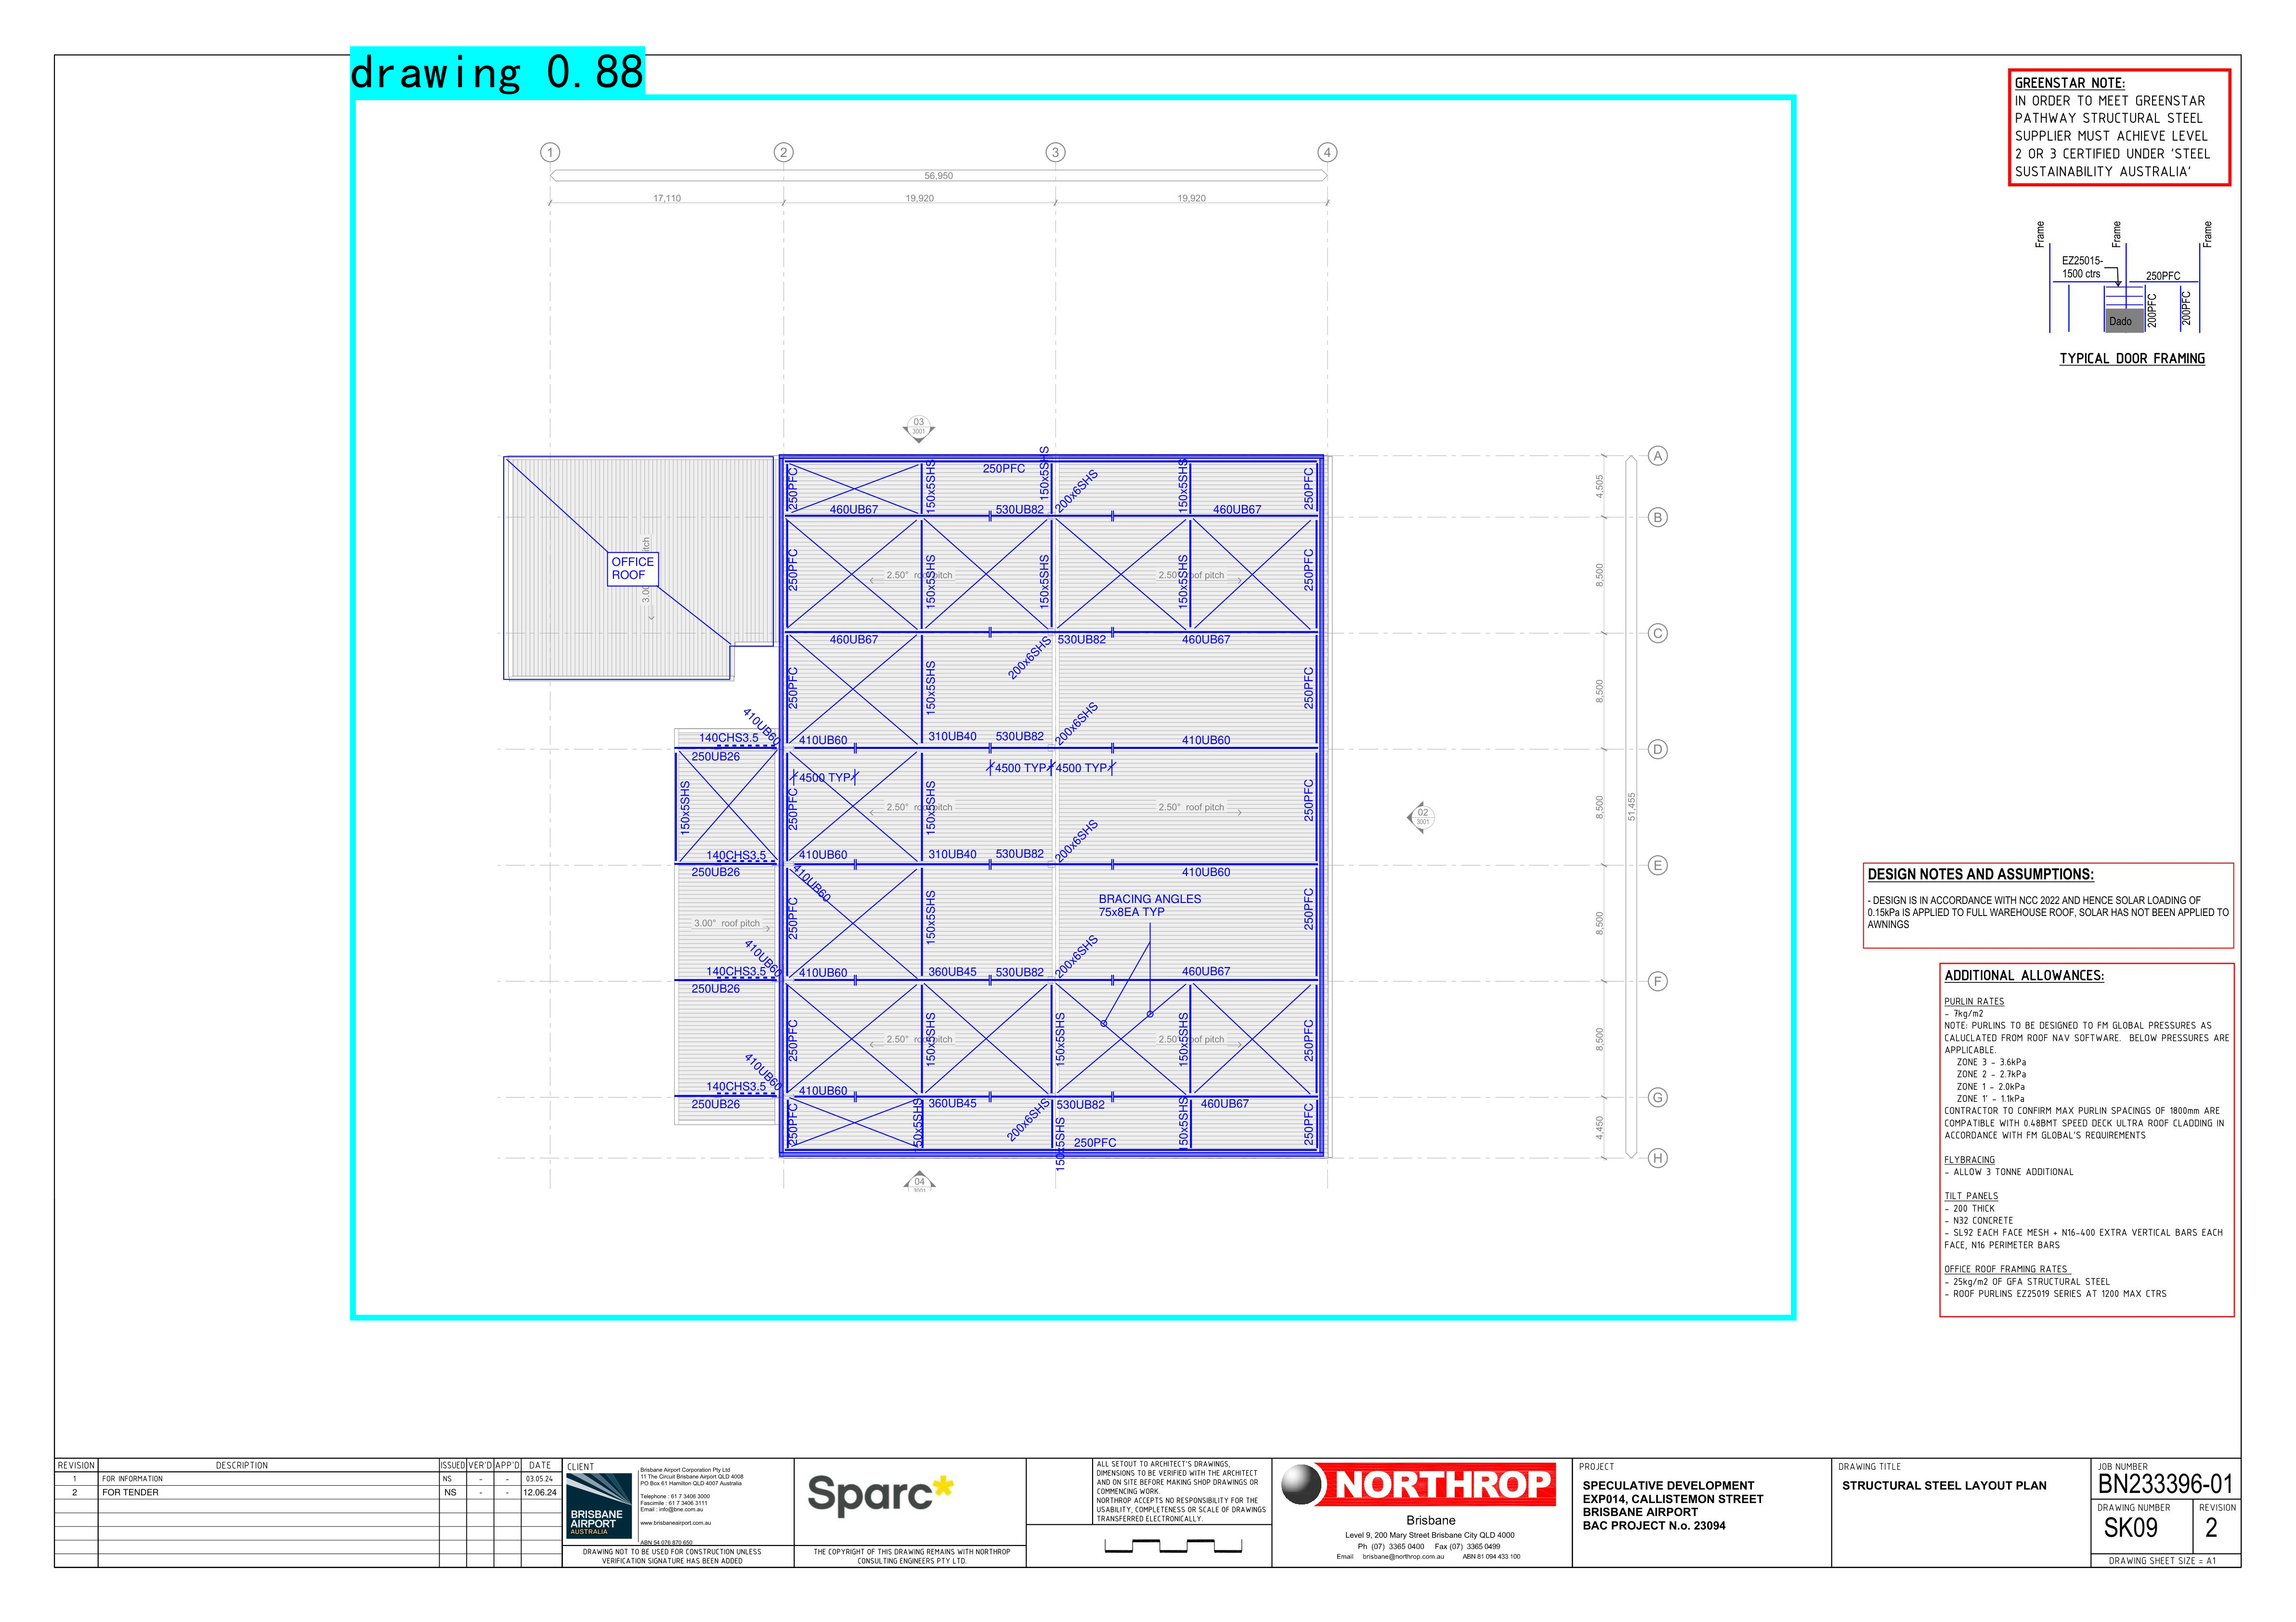 drawing 0.88
GREENSTAR NOTE:
IN ORDER TO MEET GREENSTAR
PATHWAY STRUCTURAL STEEL
SUPPLIER MUST ACHIEVE LEVEL
2 OR 3 CERTIFIED UNDER 'STEEL
SUSTAINABILITY AUSTRALIA'
Frame
Frame
Frame
EZ25015-
1500 ctrs
250PFC
200PFC
200PFC
Dado
TYPICAL DOOR FRAMING
1
2
3
4
56,950
17,110
19,920
19,920
03
3001
A
B
C
D
E
F
G
H
4,505
8,500
8,500
8,500
8,500
8,500
4,450
51,455
02
3001
250PFC
150x5SHS
250PFC
150x5SHS
200x6SHS
150x5SHS
250PFC
460UB67
530UB82
460UB67
OFFICE
ROOF
250PFC
150x5SHS
150x5SHS
150x5SHS
250PFC
2.50° roof pitch
2.50° roof pitch
460UB67
530UB82
460UB67
200x6SHS
250PFC
150x5SHS
250PFC
410UB60
140CHS3.5
410UB60
310UB40
530UB82
200x6SHS
410UB60
250UB26
4500 TYP
4500 TYP
4500 TYP
150x5SHS
250PFC
150x5SHS
250PFC
2.50° roof pitch
2.50° roof pitch
140CHS3.5
410UB60
310UB40
530UB82
200x6SHS
250UB26
410UB60
410UB60
BRACING ANGLES
75x8EA TYP
3.00° roof pitch
250PFC
150x5SHS
250PFC
410UB60
140CHS3.5
410UB60
360UB45
530UB82
200x6SHS
460UB67
250UB26
250PFC
150x5SHS
150x5SHS
150x5SHS
250PFC
2.50° roof pitch
2.50° roof pitch
410UB60
140CHS3.5
410UB60
250UB26
360UB45
530UB82
460UB67
200x6SHS
250PFC
150x5SHS
150x5SHS
250PFC
250PFC
04
3001
DESIGN NOTES AND ASSUMPTIONS:
- DESIGN IS IN ACCORDANCE WITH NCC 2022 AND HENCE SOLAR LOADING OF
0.15kPa IS APPLIED TO FULL WAREHOUSE ROOF, SOLAR HAS NOT BEEN APPLIED TO
AWNINGS
ADDITIONAL ALLOWANCES:
PURLIN RATES
- 7kg/m2
NOTE: PURLINS TO BE DESIGNED TO FM GLOBAL PRESSURES AS
CALUCLATED FROM ROOF NAV SOFTWARE. BELOW PRESSURES ARE
APPLICABLE.
ZONE 3 - 3.6kPa
ZONE 2 - 2.7kPa
ZONE 1 - 2.0kPa
ZONE 1' - 1.1kPa
CONTRACTOR TO CONFIRM MAX PURLIN SPACINGS OF 1800mm ARE
COMPATIBLE WITH 0.48BMT SPEED DECK ULTRA ROOF CLADDING IN
ACCORDANCE WITH FM GLOBAL'S REQUIREMENTS
FLYBRACING
- ALLOW 3 TONNE ADDITIONAL
TILT PANELS
- 200 THICK
- N32 CONCRETE
- SL92 EACH FACE MESH + N16-400 EXTRA VERTICAL BARS EACH
FACE, N16 PERIMETER BARS
OFFICE ROOF FRAMING RATES
- 25kg/m2 OF GFA STRUCTURAL STEEL
- ROOF PURLINS EZ25019 SERIES AT 1200 MAX CTRS
REVISION DESCRIPTION ISSUED VER'D APP'D DATE
1 FOR INFORMATION NS - - 03.05.24
2 FOR TENDER NS - - 12.06.24
CLIENT
BRISBANE
AIRPORT
AUSTRALIA
Brisbane Airport Corporation Pty Ltd
11 The Circuit Brisbane Airport QLD 4008
PO Box 61 Hamilton QLD 4007 Australia
Telephone : 61 7 3406 3000
Fascimile : 61 7 3406 3111
Email : info@bne.com.au
www.brisbaneairport.com.au
ABN 54 076 870 650
DRAWING NOT TO BE USED FOR CONSTRUCTION UNLESS
VERIFICATION SIGNATURE HAS BEEN ADDED
Sparc*
THE COPYRIGHT OF THIS DRAWING REMAINS WITH NORTHROP
CONSULTING ENGINEERS PTY LTD.
ALL SETOUT TO ARCHITECT'S DRAWINGS,
DIMENSIONS TO BE VERIFIED WITH THE ARCHITECT
AND ON SITE BEFORE MAKING SHOP DRAWINGS OR
COMMENCING WORK.
NORTHROP ACCEPTS NO RESPONSIBILITY FOR THE
USABILITY, COMPLETENESS OR SCALE OF DRAWINGS
TRANSFERRED ELECTRONICALLY.
NORTHROP
Brisbane
Level 9, 200 Mary Street Brisbane City QLD 4000
Ph (07) 3365 0400 Fax (07) 3365 0499
Email brisbane@northrop.com.au ABN 81 094 433 100
PROJECT
SPECULATIVE DEVELOPMENT
EXP014, CALLISTEMON STREET
BRISBANE AIRPORT
BAC PROJECT N.o. 23094
DRAWING TITLE
STRUCTURAL STEEL LAYOUT PLAN
JOB NUMBER
BN233396-01
DRAWING NUMBER
SK09
REVISION
2
DRAWING SHEET SIZE = A1